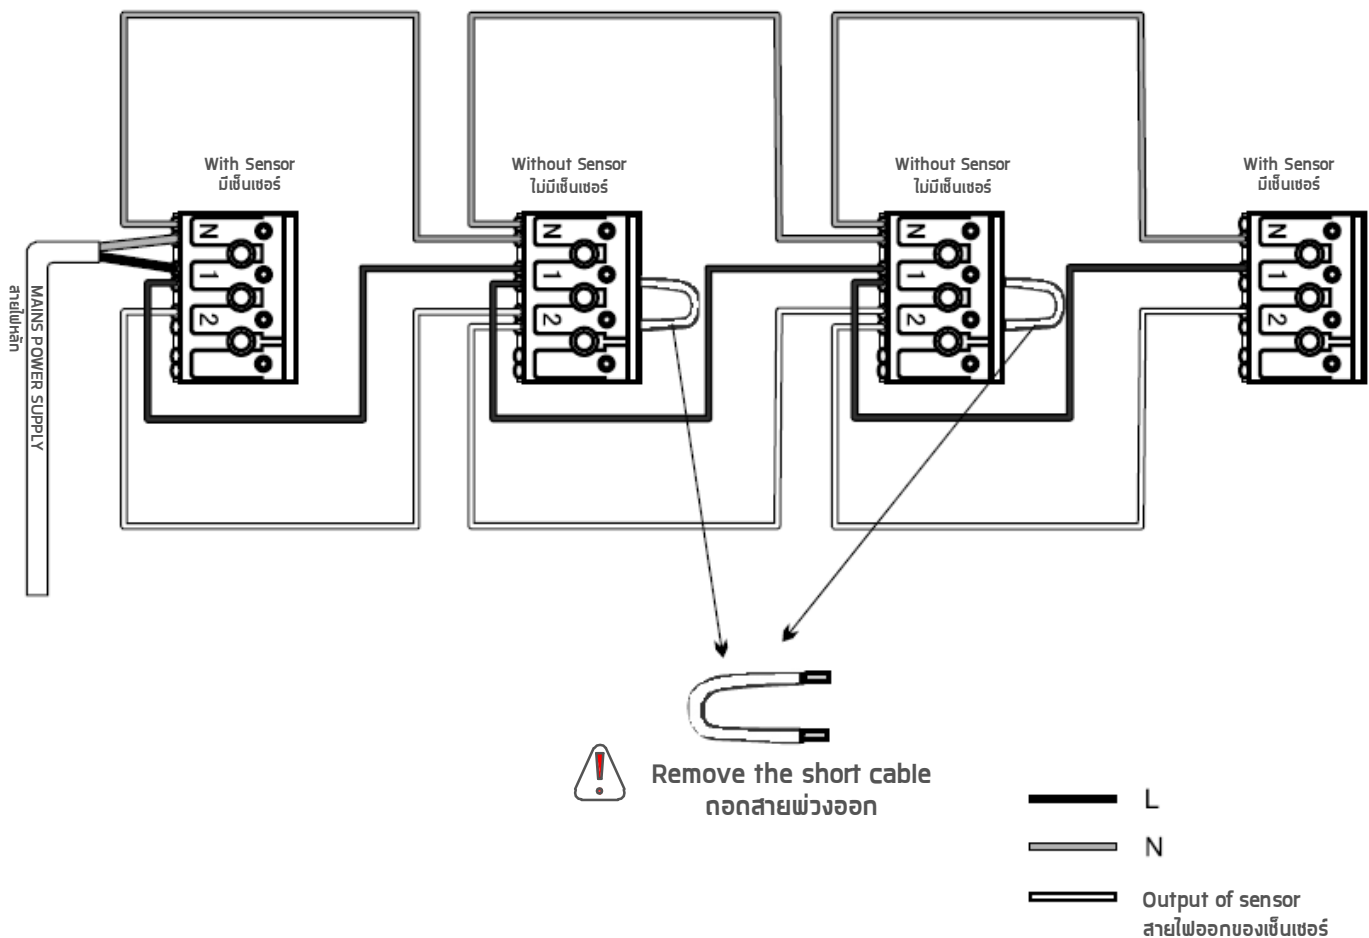 With Sensor
มีเซ็นเซอร์
Without Sensor
ไม่มีเซ็นเซอร์
Without Sensor
ไม่มีเซ็นเซอร์
With Sensor
มีเซ็นเซอร์
N
1
2
N
1
2
N
1
2
N
1
2
MAINS POWER SUPPLY
สายไฟหลัก
Remove the short cable
ถอดสายพ่วงออก
L
N
Output of sensor
สายไฟออกของเซ็นเซอร์